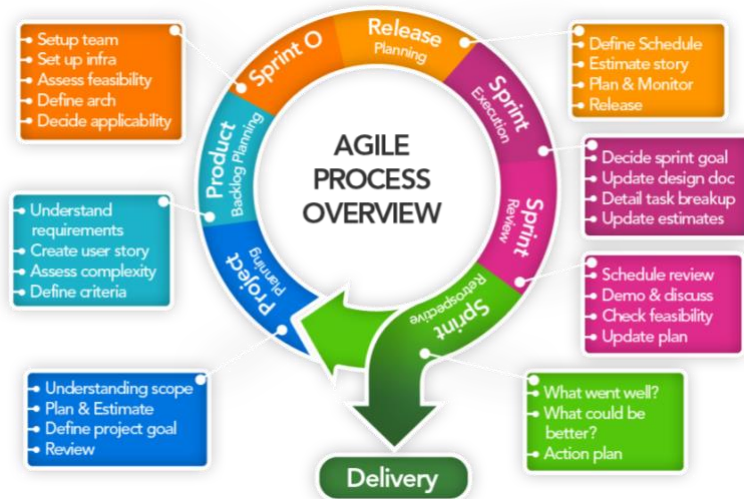 Setup team
Set up infra
Assess feasibility
Define arch
Decide applicability
Sprint O
Release
Planning
Define Schedule
Estimate story
Plan & Monitor
Release
Product
Backlog Planning
Sprint
Execution
AGILE
PROCESS
OVERVIEW
Understand
requirements
Create user story
Assess complexity
Define criteria
Decide sprint goal
Update design doc
Detail task breakup
Update estimates
Project
Planning
Sprint
Review
Sprint
Retrospective
Schedule review
Demo & discuss
Check feasibility
Update plan
Understanding scope
Plan & Estimate
Define project goal
Review
What went well?
What could be
better?
Action plan
Delivery